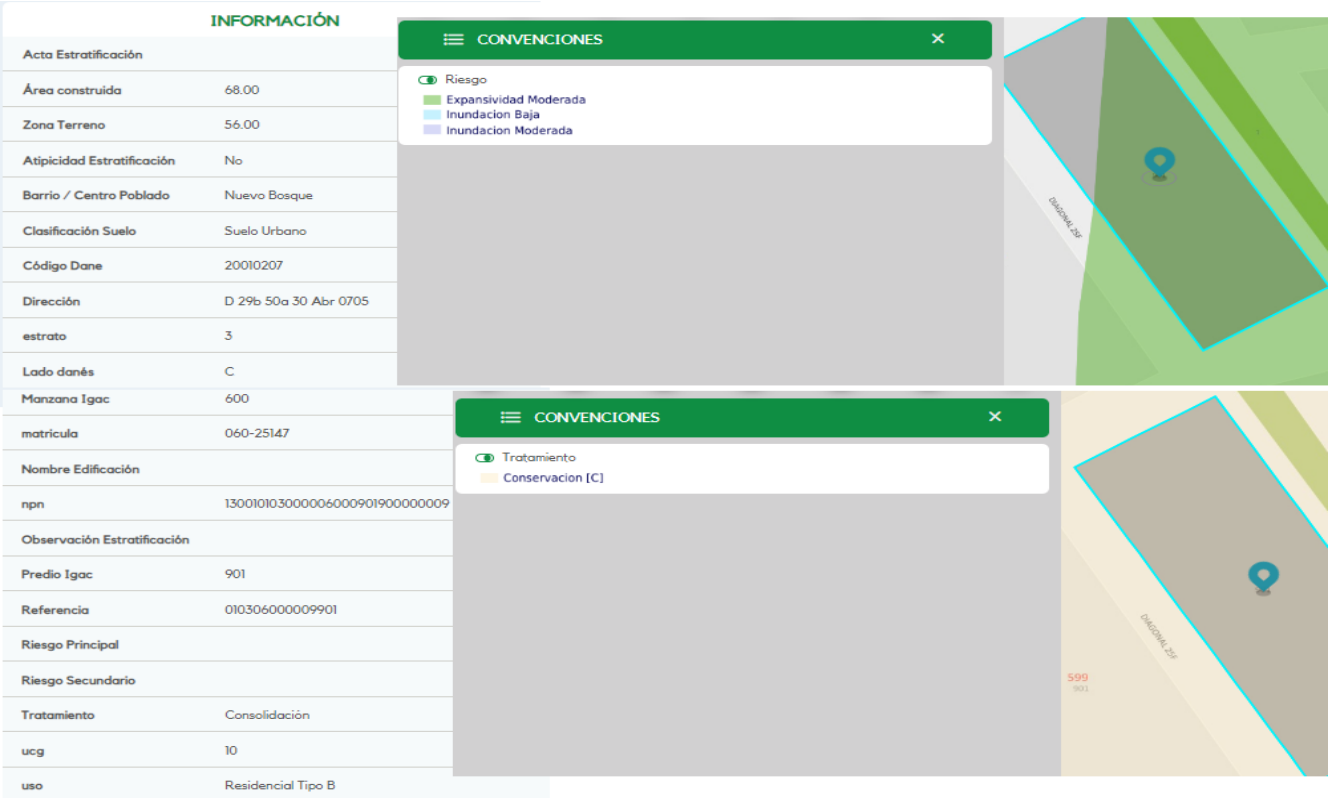 INFORMACIÓN
Acta Estratificación
Área construida 68.00
Zona Terreno 56.00
Atipicidad Estratificación No
Barrio / Centro Poblado Nuevo Bosque
Clasificación Suelo Suelo Urbano
Código Dane 20010207
Dirección D 29b 50a 30 Abr 0705
estrato 3
Lado danés C
Manzana Igac 600
matricula 060-25147
Nombre Edificación
npn 130010103000006000901900000009
Observación Estratificación
Predio Igac 901
Referencia 010306000009901
Riesgo Principal
Riesgo Secundario
Tratamiento Consolidación
ucg 10
uso Residencial Tipo B
CONVENCIONES
Riesgo
Expansividad Moderada
Inundacion Baja
Inundacion Moderada
DIAGONAL 25F
CONVENCIONES
Tratamiento
Conservacion [C]
DIAGONAL 25F
599
901